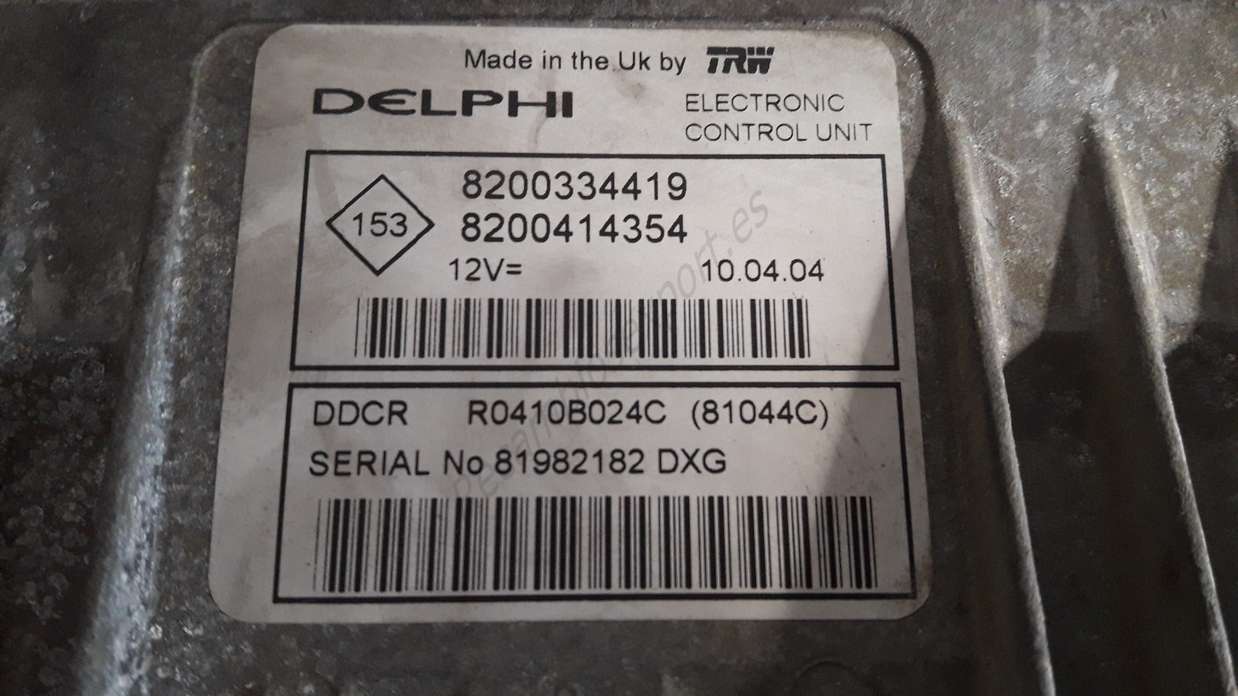 Made in the Uk by TRW
DELPHI
ELECTRONIC
CONTROL UNIT
153
8200334419
8200414354
12V=
10.04.04
DDCR R0410B024C (81044C)
SERIAL No 81982182 DXG